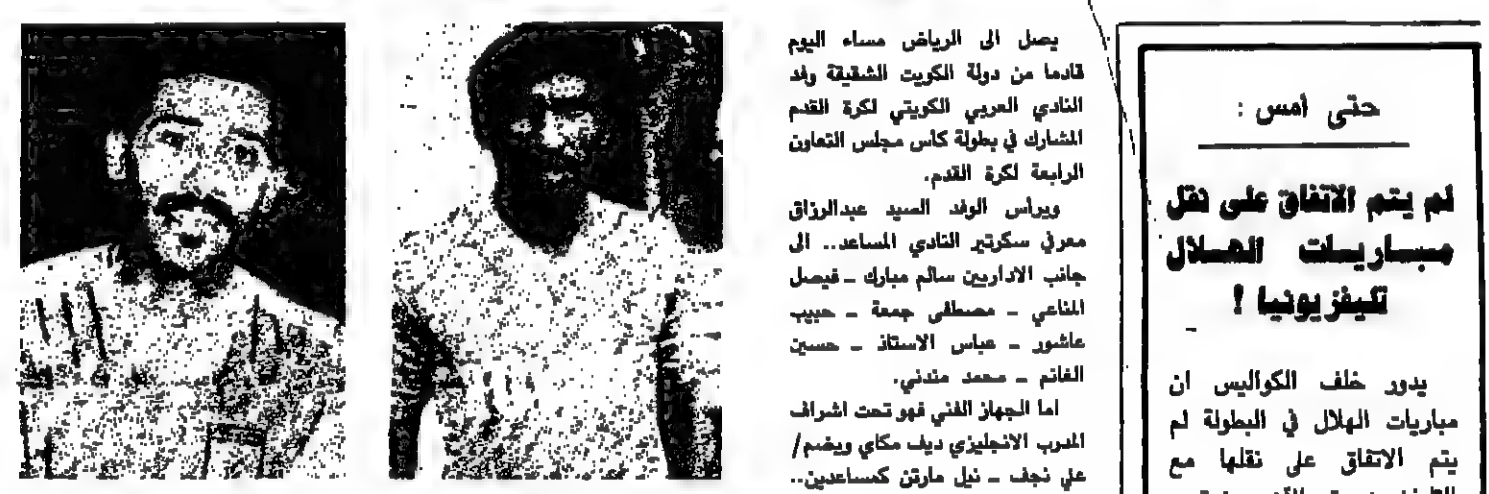 يصل الى الرياض مساء اليوم
قادما من دولة الكويت الشقيقة وفد
النادي العربي الكويتي لكرة القدم
المشارك في بطولة كاس مجلس التعاون
الرابعة لكرة القدم.
ويرأس الوفد السيد عبدالرزاق
معرفي سكرتير النادي المساعد.. الى
جانب الاداريين سالم مبارك ـ فيصل
المناعي ـ مصطفى جمعة ـ حبيب
عاشور ـ عباس الاستاذ ـ حسين
الغانم ـ محمد مندني.
اما الجهاز الفني فهو تحت اشراف
المدرب الانجليزي ديف مكاي ويضم/
علي نجف ـ نيل مارتن كمساعدين..
حتى أمس :
لم يتم الاتفاق على نقل
مباريات الهلال
تليفزيونيا !
يدور خلف الكواليس ان
مباريات الهلال في البطولة لم
يتم الاتفاق على نقلها مع